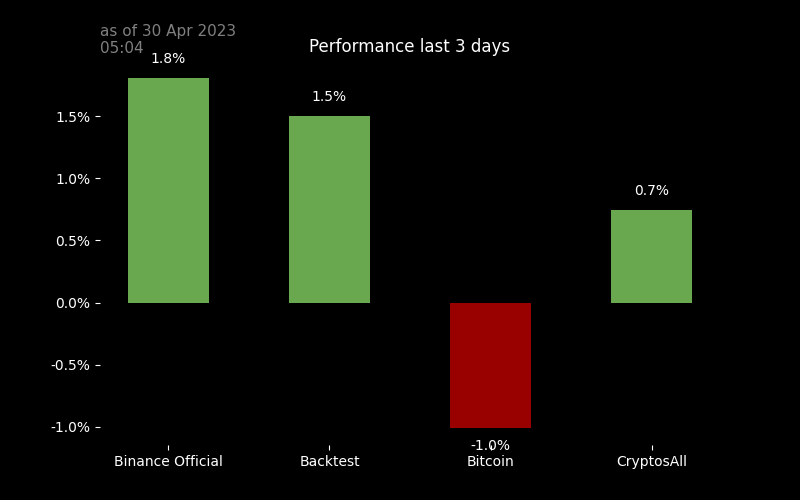 as of 30 Apr 2023
05:04
Performance last 3 days
1.8%
1.5%
-1.0%
0.7%
1.5%
1.0%
0.5%
0.0%
-0.5%
-1.0%
Binance Official
Backtest
Bitcoin
CryptosAll